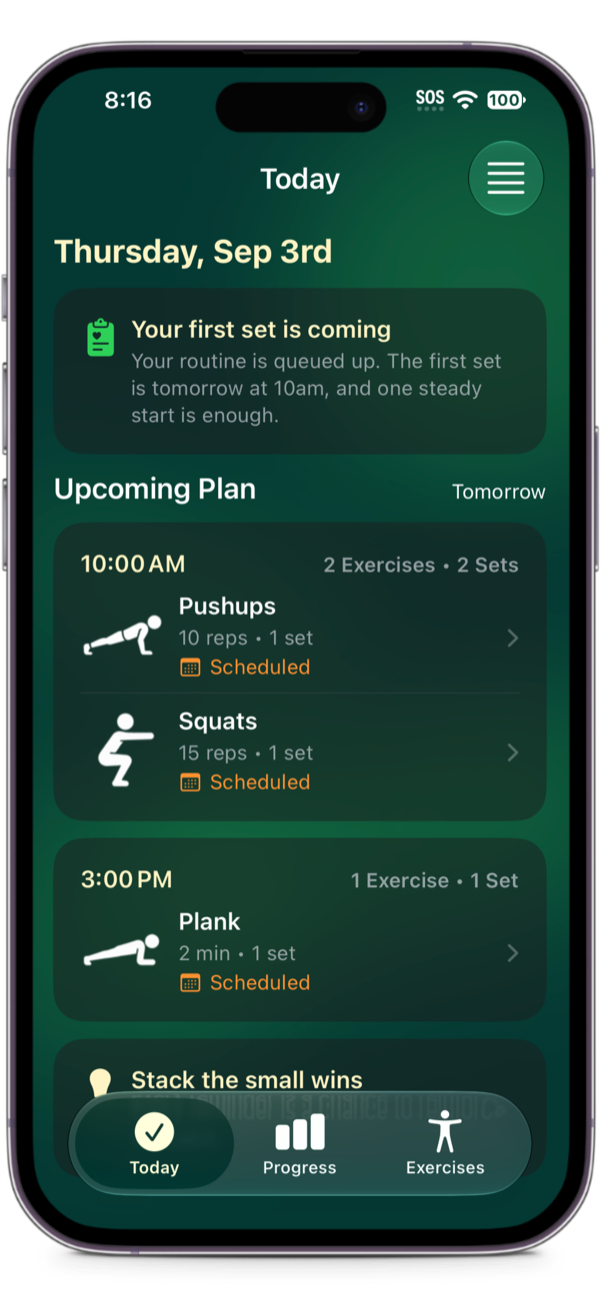 8:16
SOS
100
Today
Thursday, Sep 3rd
Your first set is coming
Your routine is queued up. The first set
is tomorrow at 10am, and one steady
start is enough.
Upcoming Plan
Tomorrow
10:00 AM
2 Exercises • 2 Sets
Pushups
10 reps • 1 set
Scheduled
Squats
15 reps • 1 set
Scheduled
3:00 PM
1 Exercise • 1 Set
Plank
2 min • 1 set
Scheduled
Stack the small wins
Today
Progress
Exercises